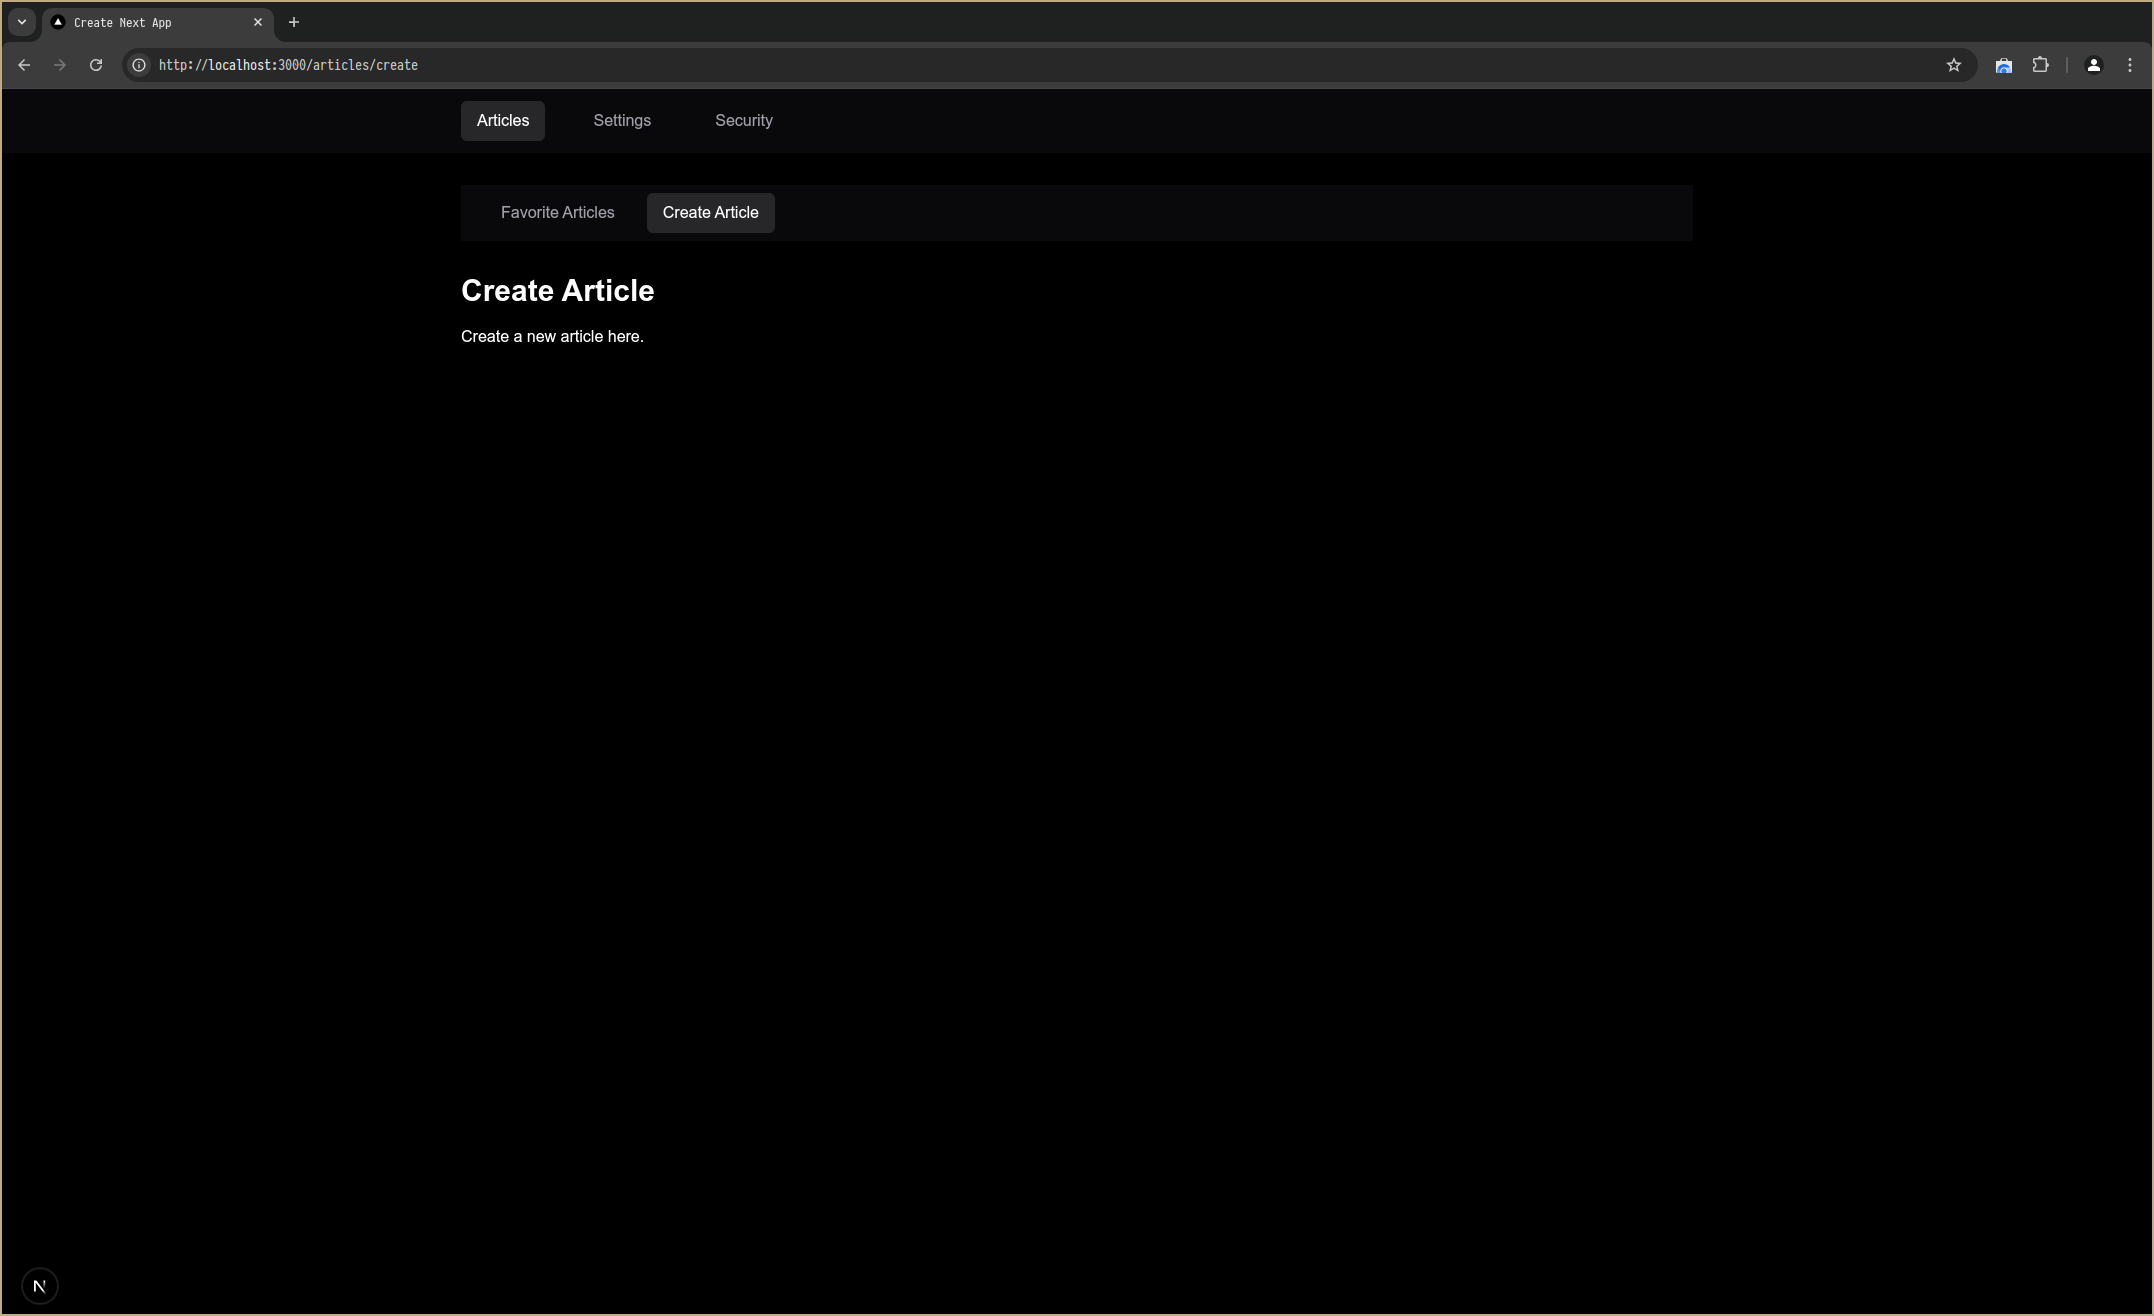 Create Next App
http://localhost:3000/articles/create
Articles Settings Security
Favorite Articles Create Article
Create Article
Create a new article here.
N